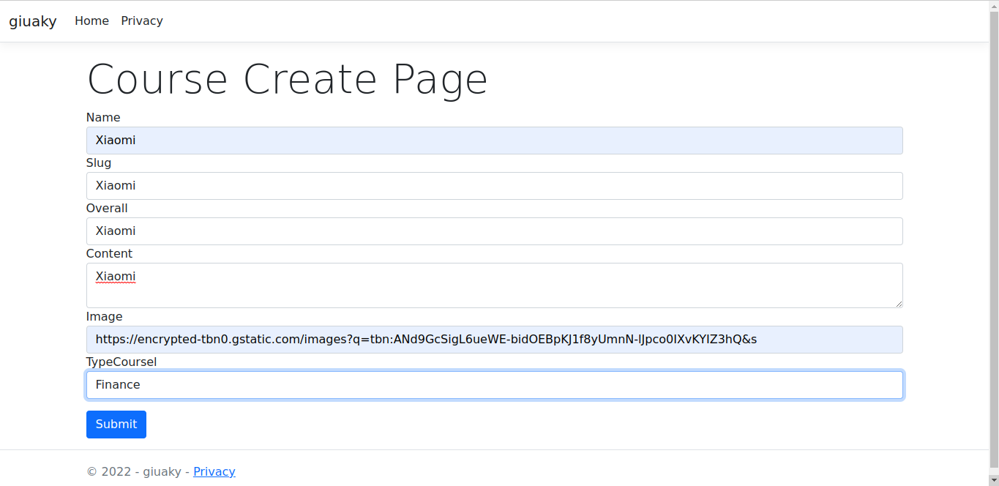 giuaky Home Privacy
Course Create Page
Name
Xiaomi
Slug
Xiaomi
Overall
Xiaomi
Content
Xiaomi
Image
https://encrypted-tbn0.gstatic.com/images?q=tbn:ANd9GcSigL6ueWE-bidOEBpKJ1f8yUmnN-lJpco0IXvKYIZ3hQ&s
TypeCourseI
Finance
Submit
© 2022 - giuaky - Privacy